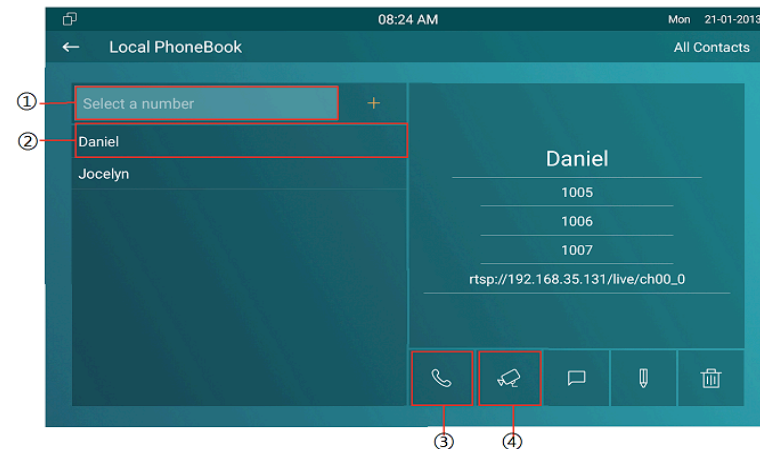 08:24 AM
Mon 21-01-2013
← Local PhoneBook
All Contacts
① Select a number +
② Daniel
Jocelyn
Daniel
1005
1006
1007
rtsp://192.168.35.131/live/ch00_0
③ ④